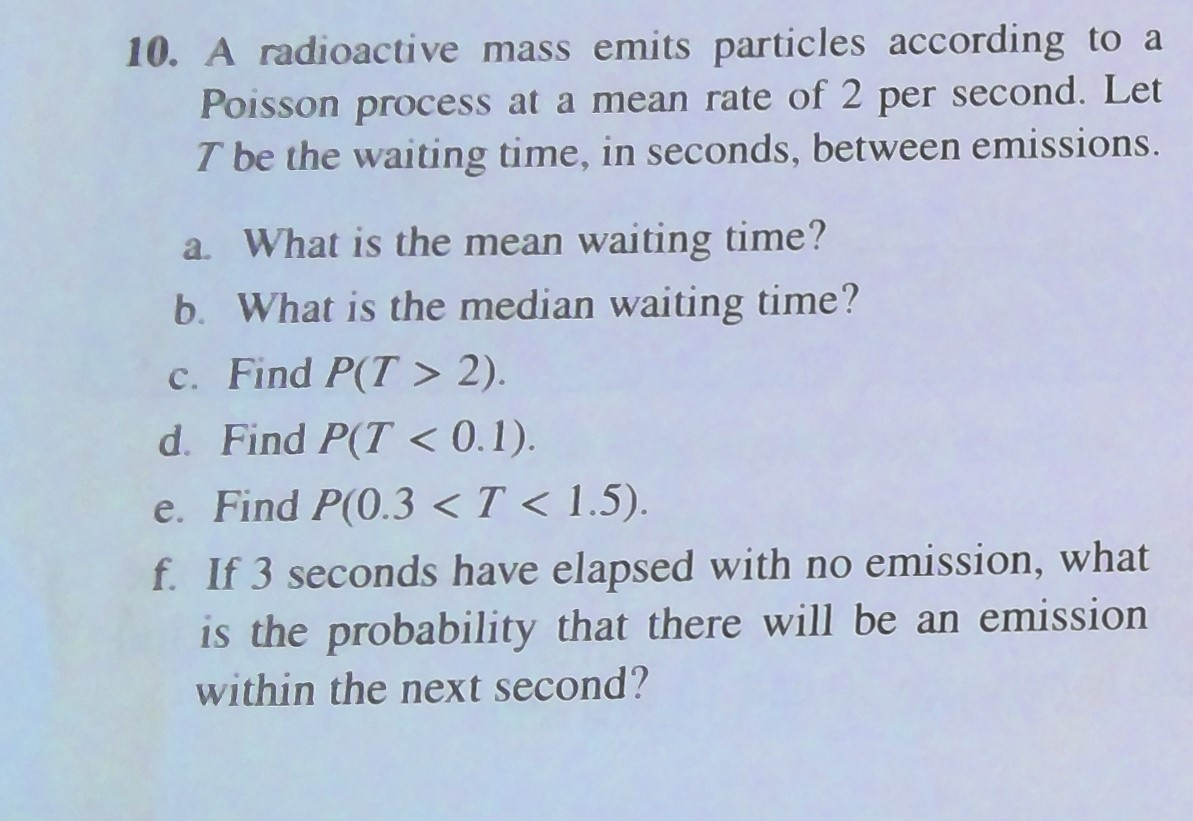 10. A radioactive mass emits particles according to a
Poisson process at a mean rate of 2 per second. Let
T be the waiting time, in seconds, between emissions.
a. What is the mean waiting time?
b. What is the median waiting time?
c. Find P(T > 2).
d. Find P(T < 0.1).
e. Find P(0.3 < T < 1.5).
f. If 3 seconds have elapsed with no emission, what
is the probability that there will be an emission
within the next second?